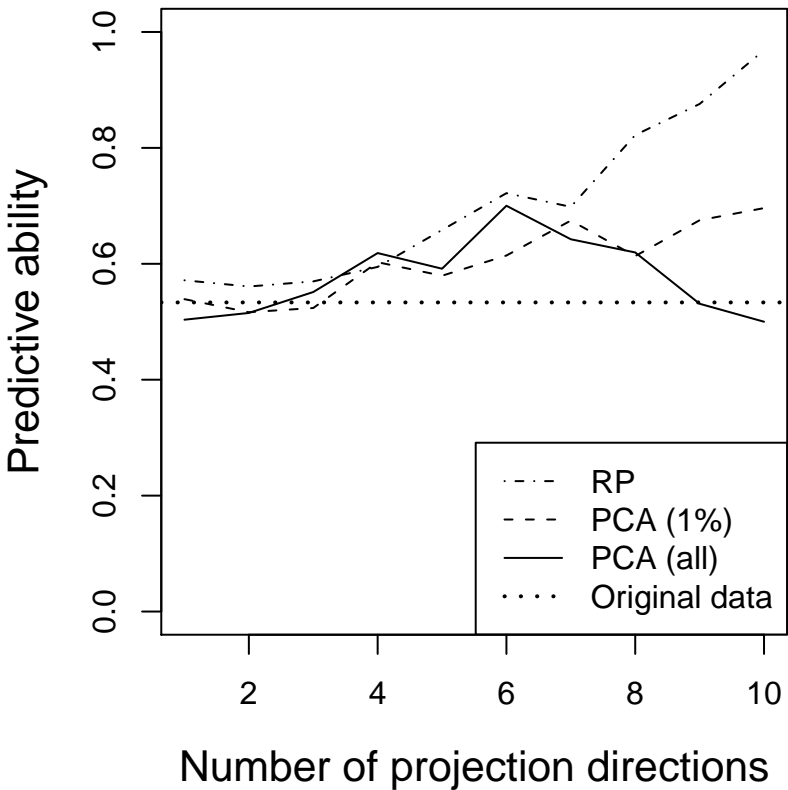 Predictive ability
1.0
0.8
0.6
0.4
0.2
0.0
RP
PCA (1%)
PCA (all)
Original data
2 4 6 8 10
Number of projection directions